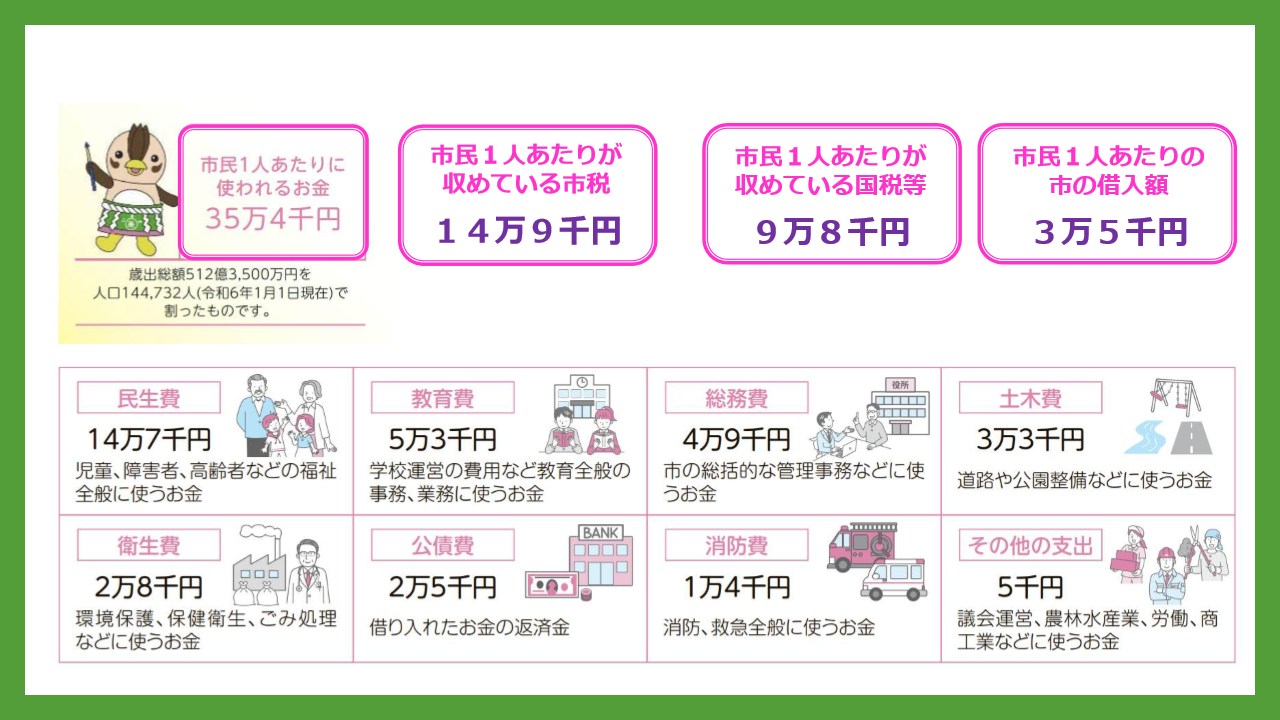 市民1人あたりに
使われるお金
35万4千円
歳出総額512億3,500万円を
人口144,732人(令和6年1月1日現在)で
割ったものです。
市民１人あたりが
収めている市税
１４万９千円
市民１人あたりが
収めている国税等
９万８千円
市民１人あたりの
市の借入額
３万５千円
民生費
14万7千円
児童、障害者、高齢者などの福祉
全般に使うお金
教育費
5万3千円
学校運営の費用など教育全般の
事務、業務に使うお金
総務費
役所
4万9千円
市の総括的な管理事務などに使
うお金
土木費
3万3千円
道路や公園整備などに使うお金
衛生費
2万8千円
環境保護、保健衛生、ごみ処理
などに使うお金
公債費
BANK
2万5千円
借り入れたお金の返済金
消防費
1万4千円
消防、救急全般に使うお金
その他の支出
5千円
議会運営、農林水産業、労働、商
工業などに使うお金